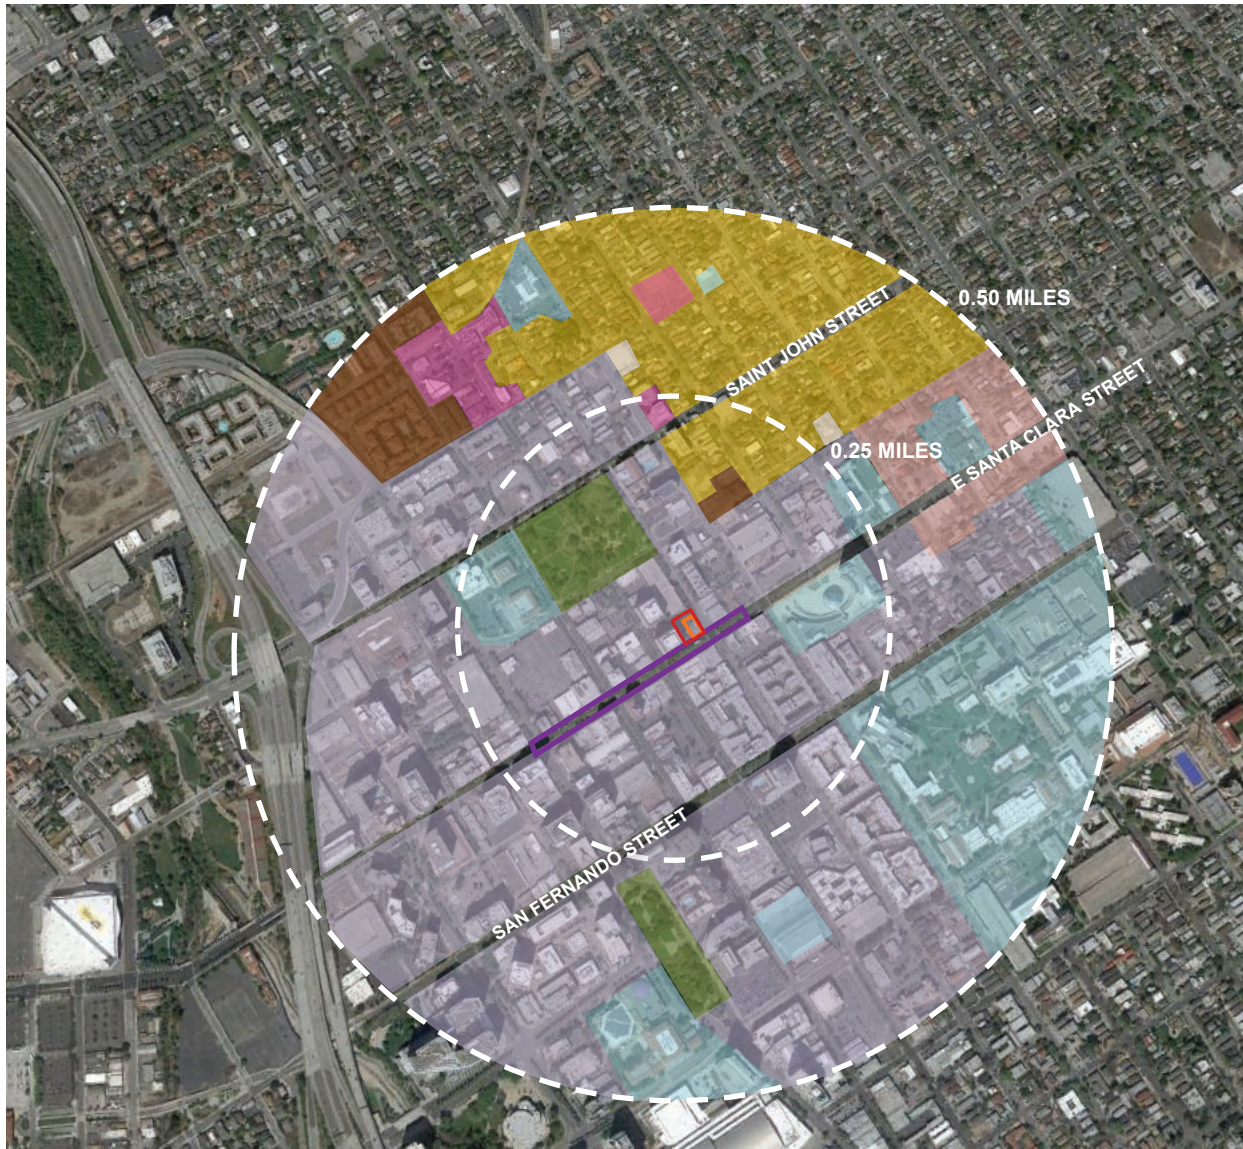 0.50 MILES
SAINT JOHN STREET
E SANTA CLARA STREET
0.25 MILES
SAN FERNANDO STREET